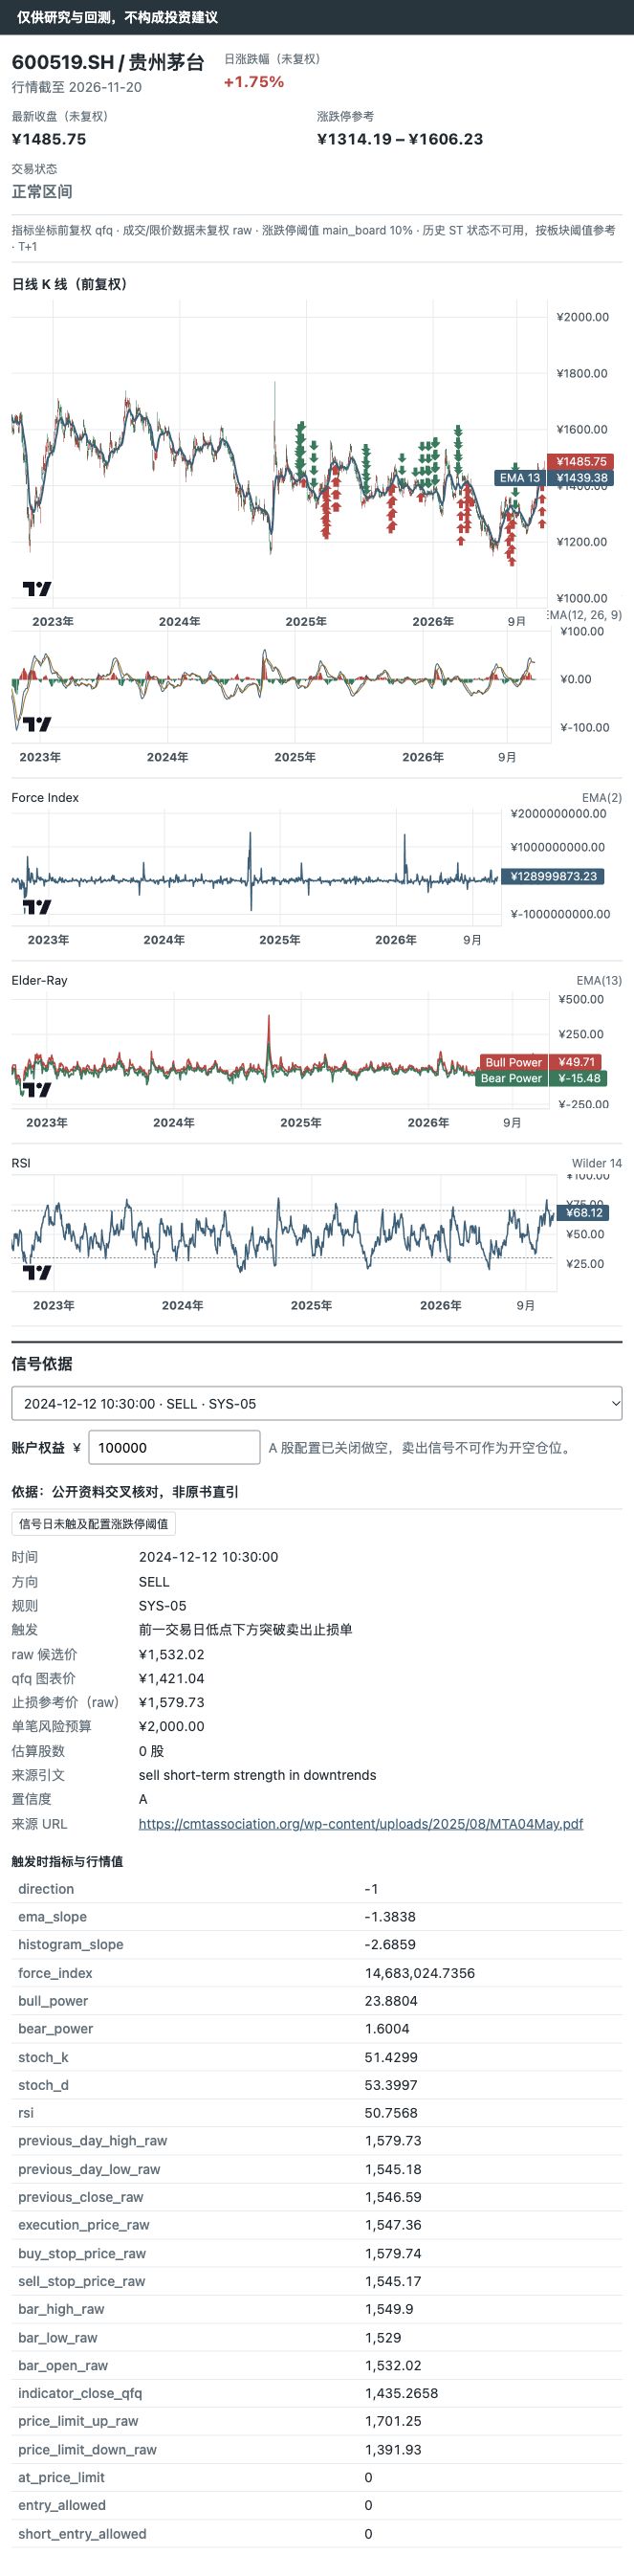 仅供研究与回测，不构成投资建议
600519.SH / 贵州茅台
行情截至 2026-11-20
日涨跌幅（未复权）
+1.75%
最新收盘（未复权）
¥1485.75
涨跌停参考
¥1314.19 – ¥1606.23
交易状态
正常区间
指标坐标前复权 qfq · 成交/限价数据未复权 raw · 涨跌停阈值 main_board 10% · 历史 ST 状态不可用，按板块阈值参考
· T+1
日线 K 线（前复权）
¥2000.00
¥1800.00
¥1600.00
¥1485.75
EMA 13 ¥1439.38
¥1400.00
¥1200.00
¥1000.00
2023年 2024年 2025年 2026年 9月
EMA(12, 26, 9)
¥100.00
¥0.00
¥-100.00
2023年 2024年 2025年 2026年 9月
Force Index EMA(2)
¥2000000000.00
¥1000000000.00
¥128999873.23
¥-1000000000.00
2023年 2024年 2025年 2026年 9月
Elder-Ray EMA(13)
¥500.00
¥250.00
Bull Power ¥49.71
Bear Power ¥-15.48
¥-250.00
2023年 2024年 2025年 2026年 9月
RSI Wilder 14
¥100.00
¥75.00
¥68.12
¥50.00
¥25.00
2023年 2024年 2025年 2026年 9月
信号依据
2024-12-12 10:30:00 · SELL · SYS-05
账户权益 ¥ 100000 A 股配置已关闭做空，卖出信号不可作为开空仓位。
依据：公开资料交叉核对，非原书直引
信号日未触及配置涨跌停阈值
时间 2024-12-12 10:30:00
方向 SELL
规则 SYS-05
触发 前一交易日低点下方突破卖出止损单
raw 候选价 ¥1,532.02
qfq 图表价 ¥1,421.04
止损参考价（raw） ¥1,579.73
单笔风险预算 ¥2,000.00
估算股数 0 股
来源引文 sell short-term strength in downtrends
置信度 A
来源 URL https://cmtassociation.org/wp-content/uploads/2025/08/MTA04May.pdf
触发时指标与行情值
direction -1
ema_slope -1.3838
histogram_slope -2.6859
force_index 14,683,024.7356
bull_power 23.8804
bear_power 1.6004
stoch_k 51.4299
stoch_d 53.3997
rsi 50.7568
previous_day_high_raw 1,579.73
previous_day_low_raw 1,545.18
previous_close_raw 1,546.59
execution_price_raw 1,547.36
buy_stop_price_raw 1,579.74
sell_stop_price_raw 1,545.17
bar_high_raw 1,549.9
bar_low_raw 1,529
bar_open_raw 1,532.02
indicator_close_qfq 1,435.2658
price_limit_up_raw 1,701.25
price_limit_down_raw 1,391.93
at_price_limit 0
entry_allowed 0
short_entry_allowed 0